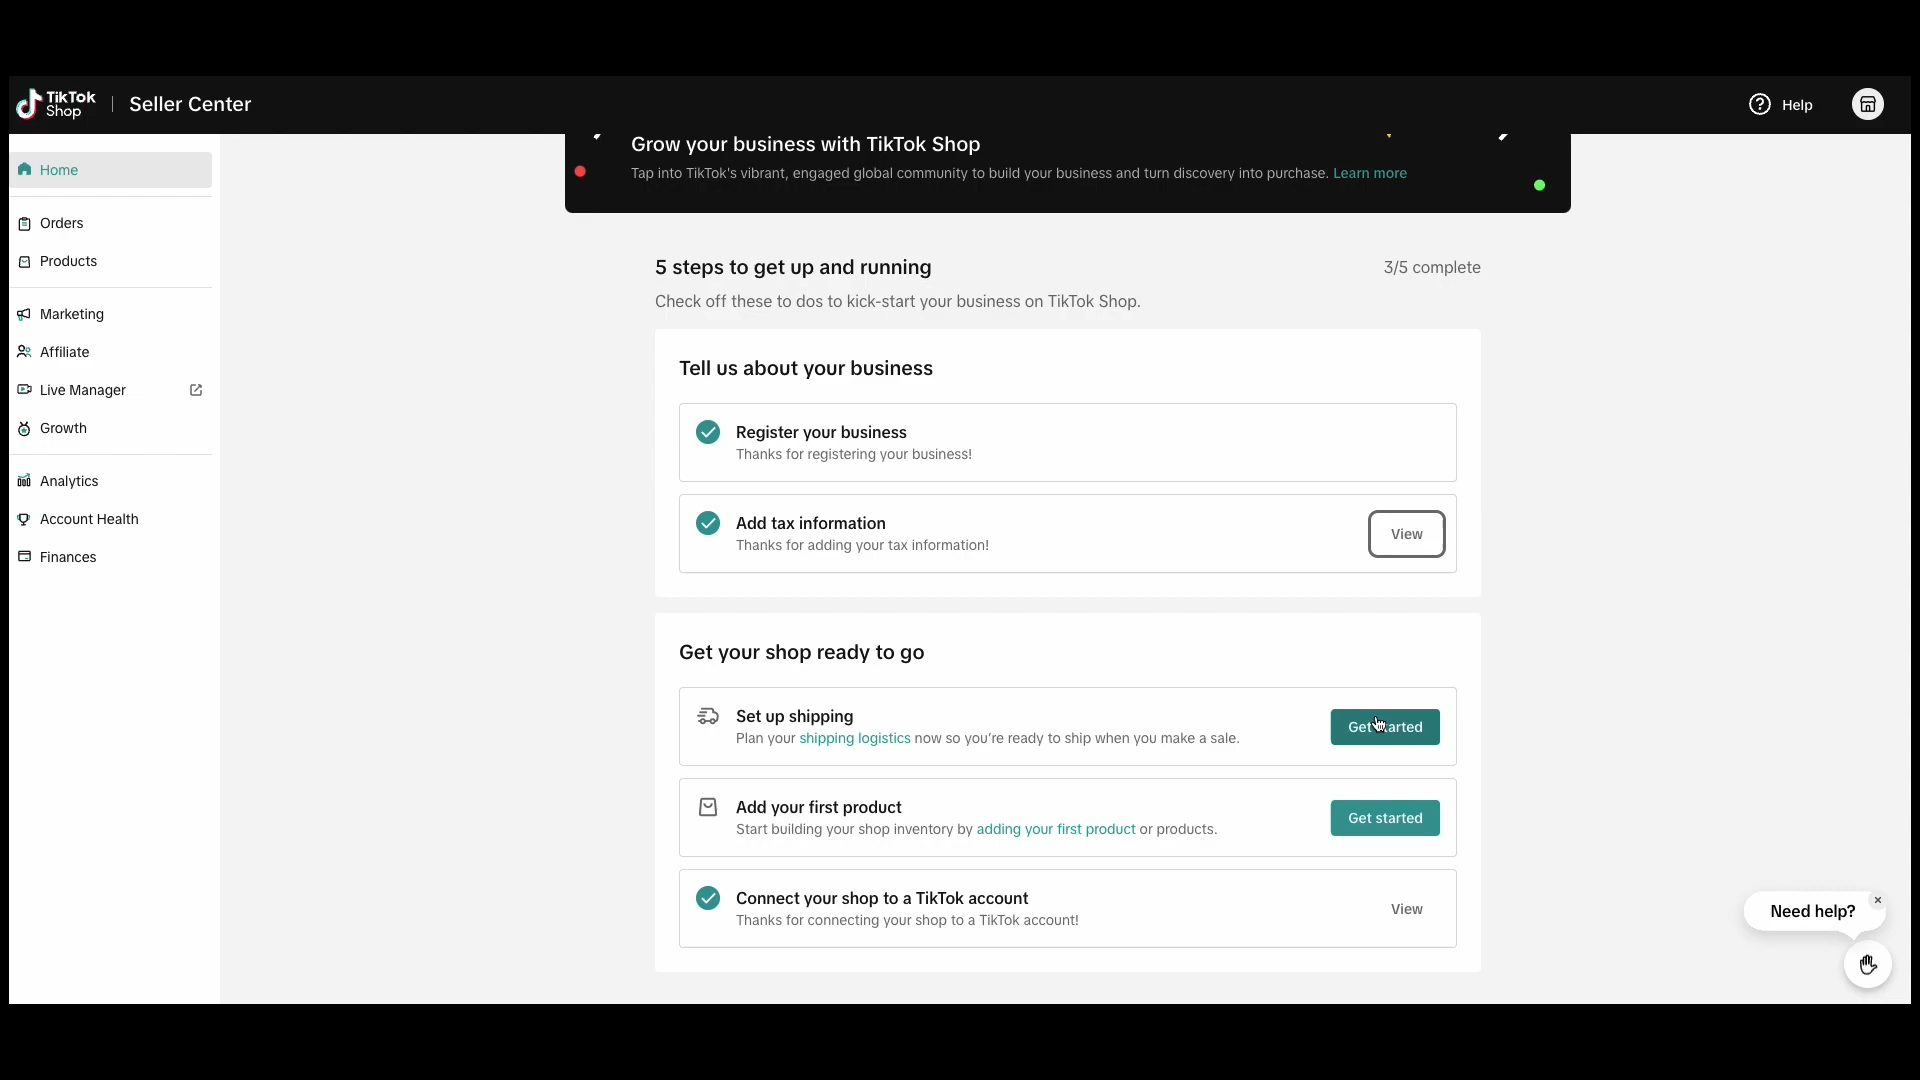 TikTok
Shop
Seller Center
Help
Home
Orders
Products
Marketing
Affiliate
Live Manager
Growth
Analytics
Account Health
Finances
Grow your business with TikTok Shop
Tap into TikTok's vibrant, engaged global community to build your business and turn discovery into purchase. Learn more
5 steps to get up and running
3/5 complete
Check off these to dos to kick-start your business on TikTok Shop.
Tell us about your business
Register your business
Thanks for registering your business!
Add tax information
Thanks for adding your tax information!
View
Get your shop ready to go
Set up shipping
Plan your shipping logistics now so you're ready to ship when you make a sale.
Get started
Add your first product
Start building your shop inventory by adding your first product or products.
Get started
Connect your shop to a TikTok account
Thanks for connecting your shop to a TikTok account!
View
Need help?